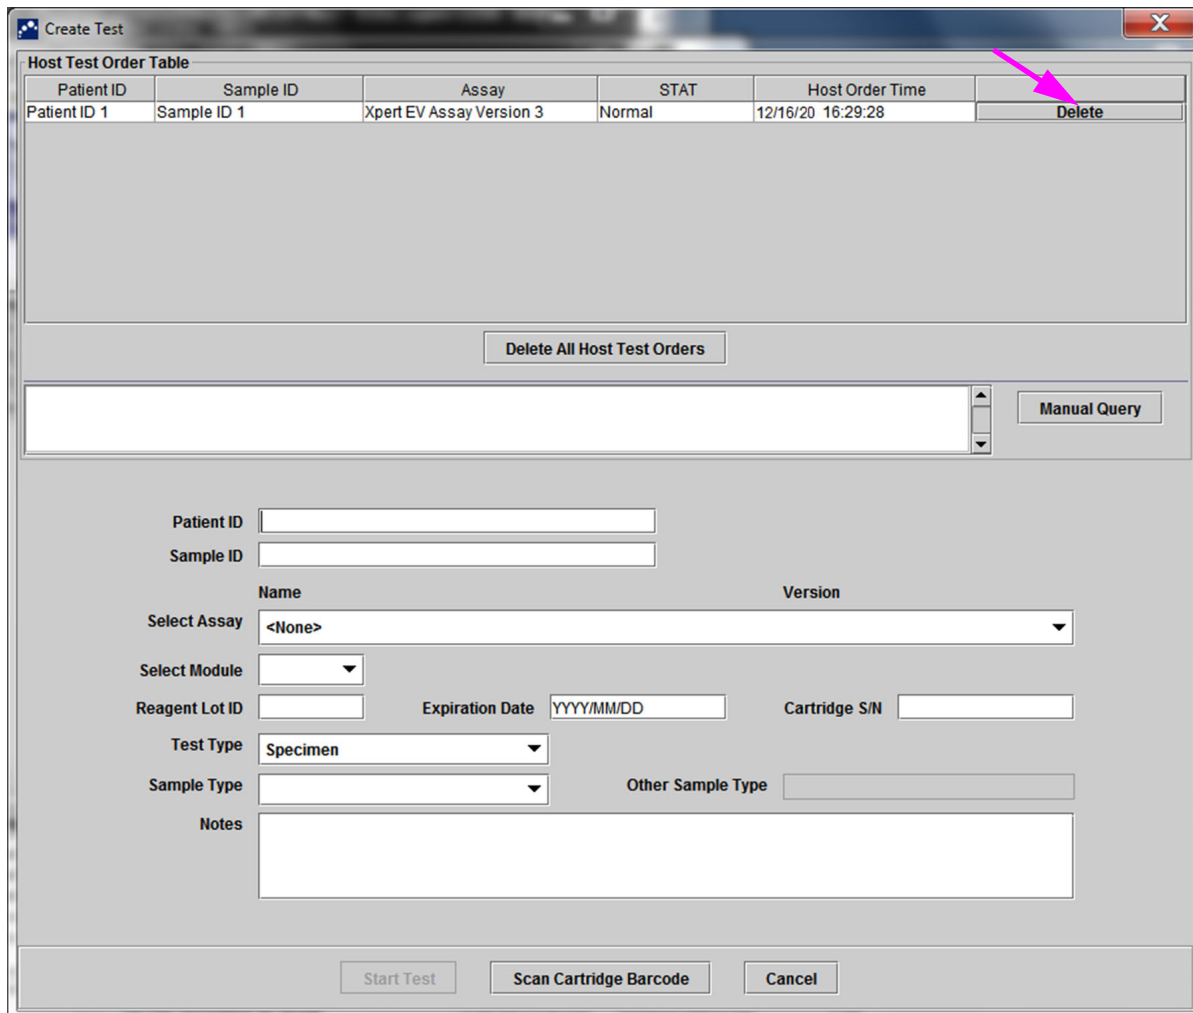 Create Test
X
Host Test Order Table
Patient ID Sample ID Assay STAT Host Order Time
Patient ID 1 Sample ID 1 Xpert EV Assay Version 3 Normal 12/16/20 16:29:28 Delete
Delete All Host Test Orders
Manual Query
Patient ID
Sample ID
Name Version
Select Assay <None>
Select Module
Reagent Lot ID Expiration Date YYYY/MM/DD Cartridge S/N
Test Type Specimen
Sample Type Other Sample Type
Notes
Start Test Scan Cartridge Barcode Cancel